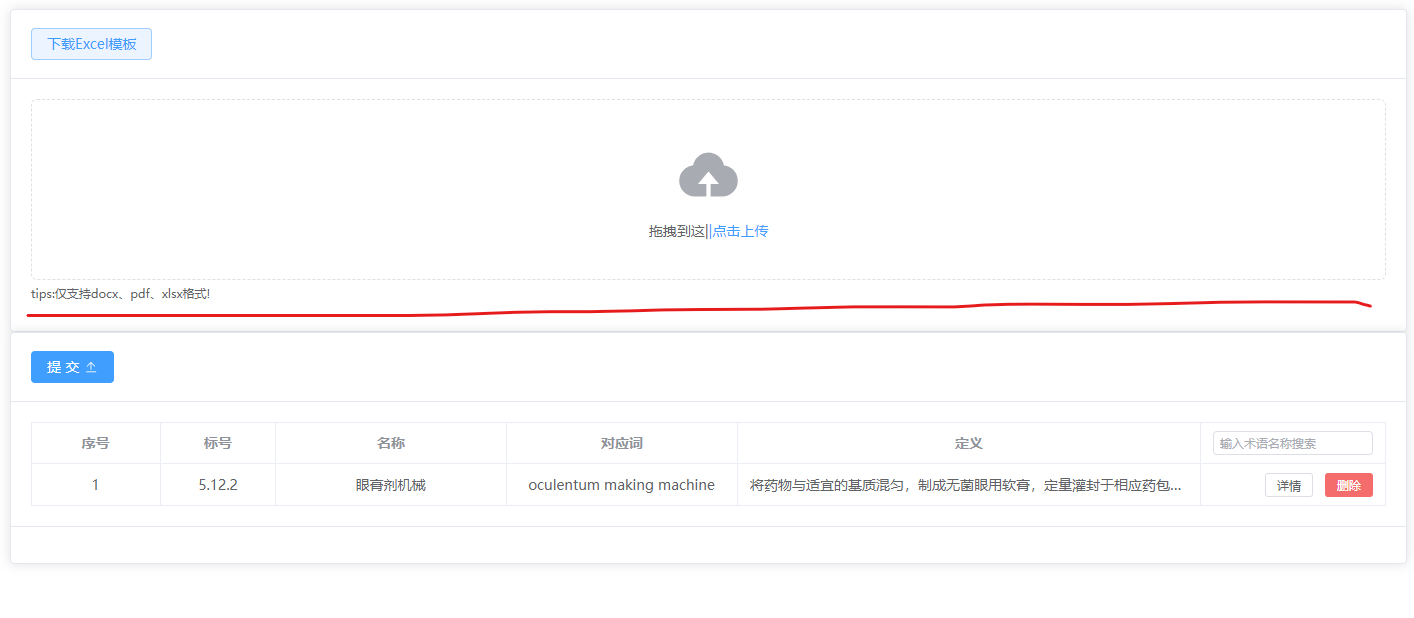 下载Excel模板
拖拽到这||点击上传
tips:仅支持docx、pdf、xlsx格式!
提 交
序号 标号 名称 对应词 定义 输入术语名称搜索
1 5.12.2 眼膏剂机械 oculentum making machine 将药物与适宜的基质混匀，制成无菌眼用软膏，定量灌封于相应药包... 详情 删除